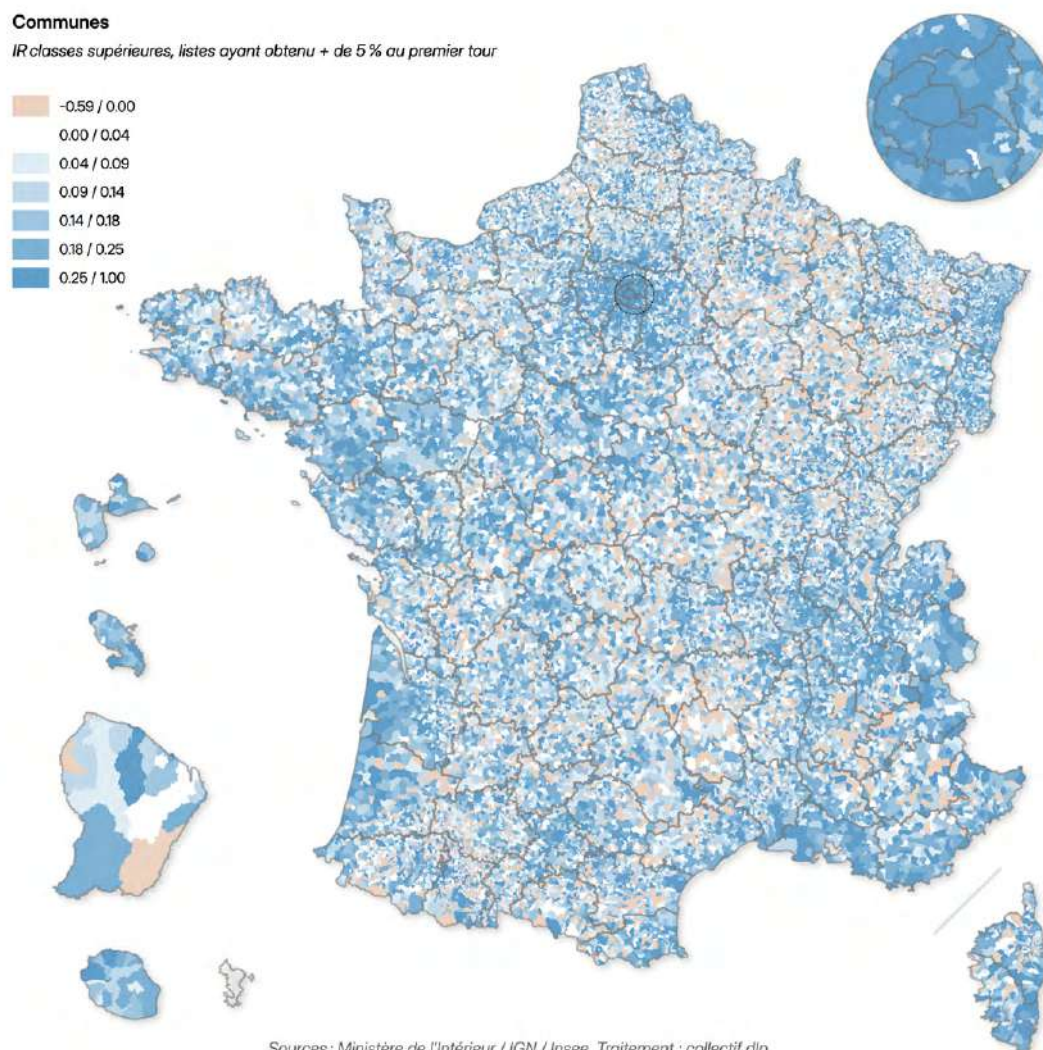 Communes
IR classes supérieures, listes ayant obtenu + de 5 % au premier tour
-0.59 / 0.00
0.00 / 0.04
0.04 / 0.09
0.09 / 0.14
0.14 / 0.18
0.18 / 0.25
0.25 / 1.00
Sources : Ministère de l'Intérieur / IGN / Insee. Traitement : collectif dlp